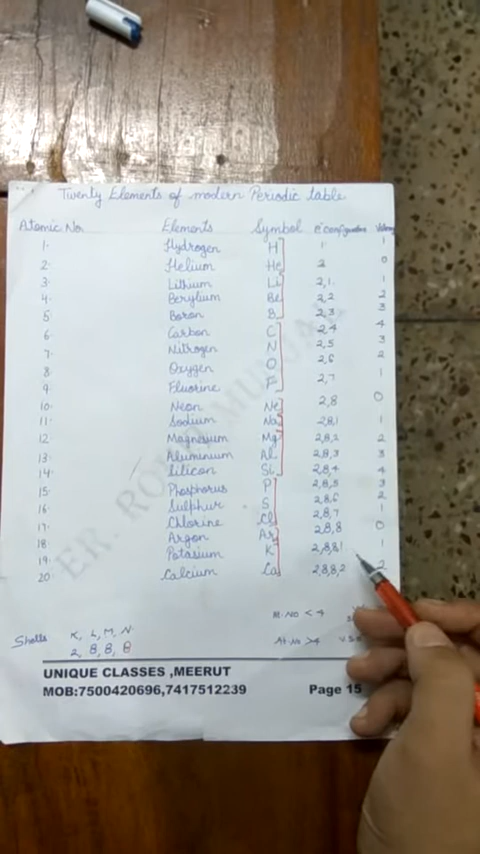 Twenty Elements of modern Periodic table
Atomic No. Elements Symbol e⁻ configuration Valency
1. Hydrogen H 1 1
2. Helium He 2 0
3. Lithium Li 2,1 1
4. Berylium Be 2,2 2
5. Boron B 2,3 3
6. Carbon C 2,4 4
7. Nitrogen N 2,5 3
8. Oxygen O 2,6 2
9. Fluorine F 2,7 1
10. Neon Ne 2,8 0
11. Sodium Na 2,8,1 1
12. Magnesium Mg 2,8,2 2
13. Aluminium Al 2,8,3 3
14. Silicon Si 2,8,4 4
15. Phosphorus P 2,8,5 3
16. Sulphur S 2,8,6 2
17. Chlorine Cl 2,8,7 1
18. Argon Ar 2,8,8 0
19. Potasium K 2,8,8,1 1
20. Calcium Ca 2,8,8,2 2
At. No < 4
Shells K, L, M, N
At. No >4
2, 8, 8, 8
UNIQUE CLASSES ,MEERUT
MOB:7500420696,7417512239 Page 15